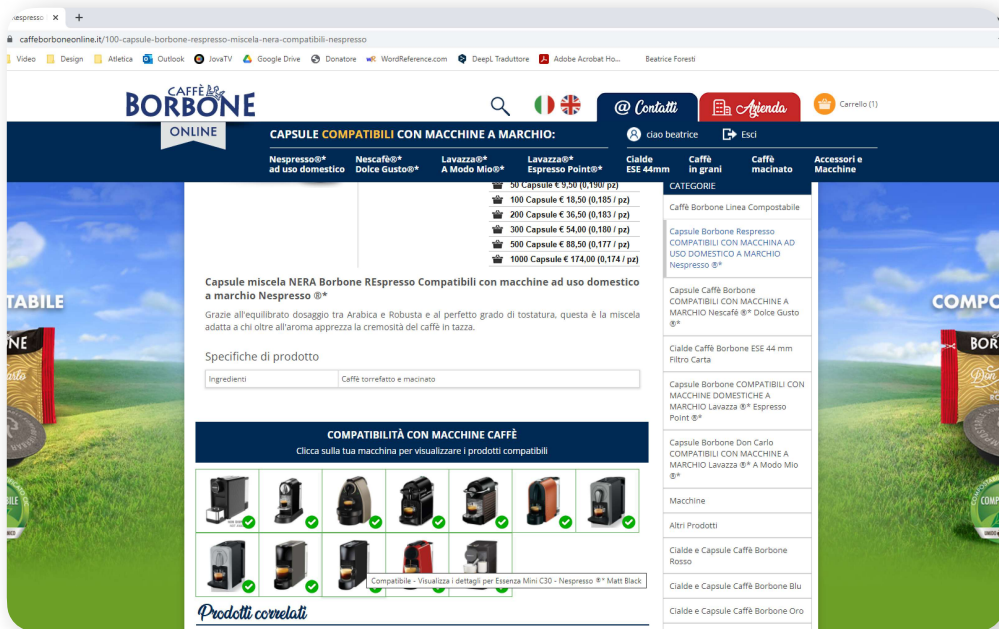 Respresso
caffeborboneonline.it/100-capsule-borbone-respresso-miscela-nera-compatibili-nespresso
Video Design Atletica Outlook JovaTV Google Drive Donatore WordReference.com DeepL Traduttore Adobe Acrobat Ho... Beatrice Foresti
CAFFÈ
BORBONE
ONLINE
@ Contatti
Azienda
Carrello (1)
CAPSULE COMPATIBILI CON MACCHINE A MARCHIO:
ciao beatrice
Esci
Nespresso®*
ad uso domestico
Nescafè®*
Dolce Gusto®*
Lavazza®*
A Modo Mio®*
Lavazza®*
Espresso Point®*
Cialde
ESE 44mm
Caffè
in grani
Caffè
macinato
Accessori e
Macchine
50 Capsule € 9,50 (0,190/ pz)
100 Capsule € 18,50 (0,185 / pz)
200 Capsule € 36,50 (0,183 / pz)
300 Capsule € 54,00 (0,180 / pz)
500 Capsule € 88,50 (0,177 / pz)
1000 Capsule € 174,00 (0,174 / pz)
Capsule miscela NERA Borbone REspresso Compatibili con macchine ad uso domestico
a marchio Nespresso ®*
Grazie all'equilibrato dosaggio tra Arabica e Robusta e al perfetto grado di tostatura, questa è la miscela
adatta a chi oltre all'aroma apprezza la cremosità del caffè in tazza.
Specifiche di prodotto
Ingredienti Caffè torrefatto e macinato
COMPATIBILITÀ CON MACCHINE CAFFÈ
Clicca sulla tua macchina per visualizzare i prodotti compatibili
Compatibile - Visualizza i dettagli per Essenza Mini C30 - Nespresso ®* Matt Black
Prodotti correlati
CATEGORIE
Caffè Borbone Linea Compostabile
Capsule Borbone Respresso
COMPATIBILI CON MACCHINA AD
USO DOMESTICO A MARCHIO
Nespresso ®*
Capsule Caffè Borbone
COMPATIBILI CON MACCHINE A
MARCHIO Nescafé ®* Dolce Gusto
®*
Cialde Caffè Borbone ESE 44 mm
Filtro Carta
Capsule Borbone COMPATIBILI CON
MACCHINE DOMESTICHE A
MARCHIO Lavazza ®* Espresso
Point ®*
Capsule Borbone Don Carlo
COMPATIBILI CON MACCHINE A
MARCHIO Lavazza ®* A Modo Mio
®*
Macchine
Altri Prodotti
Cialde e Capsule Caffè Borbone
Rosso
Cialde e Capsule Caffè Borbone Blu
Cialde e Capsule Caffè Borbone Oro
TABILE
NE
COMPO
BOR
Don